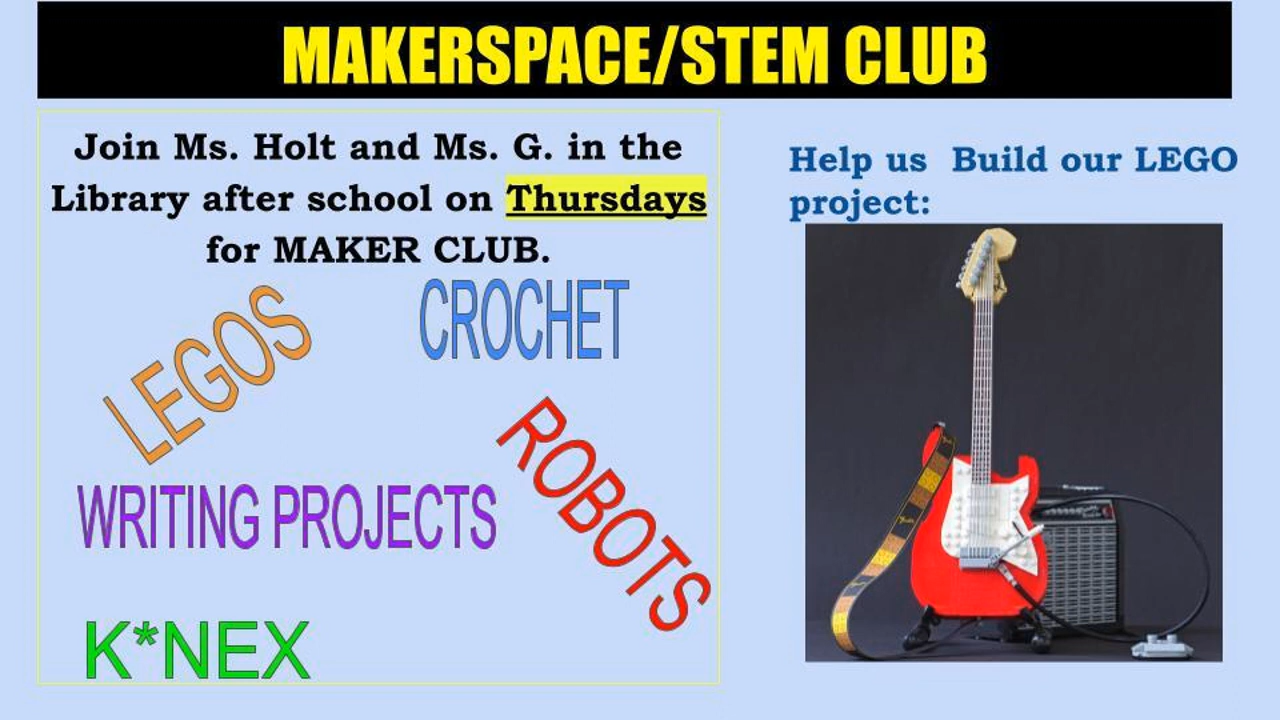 MAKERSPACE/STEM CLUB
Join Ms. Holt and Ms. G. in the
Library after school on Thursdays
for MAKER CLUB.
LEGOS
CROCHET
ROBOTS
WRITING PROJECTS
K*NEX
Help us  Build our LEGO
project: